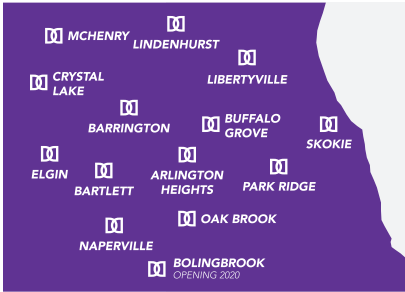 MCHENRY
LINDENHURST
LIBERTYVILLE
CRYSTAL
LAKE
BARRINGTON
BUFFALO
GROVE
SKOKIE
ELGIN
BARTLETT
ARLINGTON
HEIGHTS
PARK RIDGE
OAK BROOK
NAPERVILLE
BOLINGBROOK
OPENING 2020